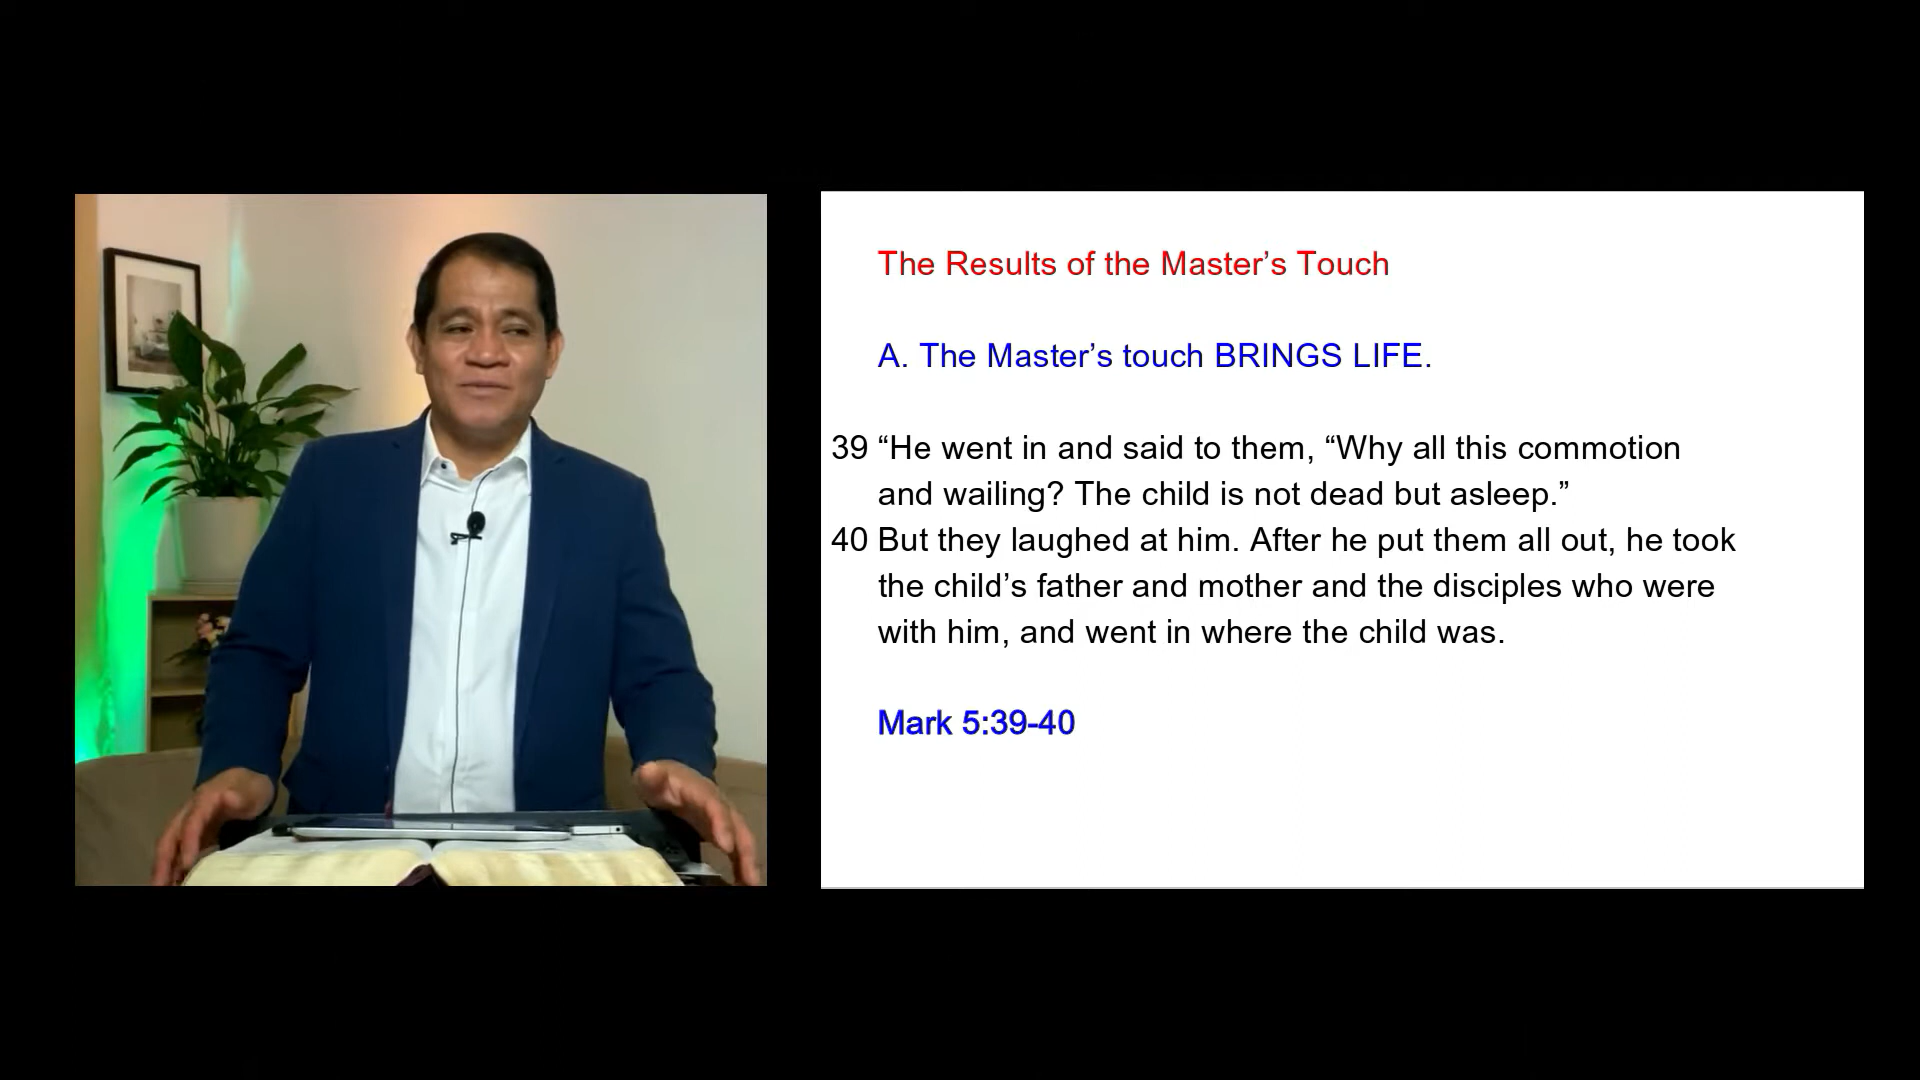 The Results of the Master’s Touch
A. The Master’s touch BRINGS LIFE.
39 “He went in and said to them, “Why all this commotion
and wailing? The child is not dead but asleep.”
40 But they laughed at him. After he put them all out, he took
the child’s father and mother and the disciples who were
with him, and went in where the child was.
Mark 5:39-40